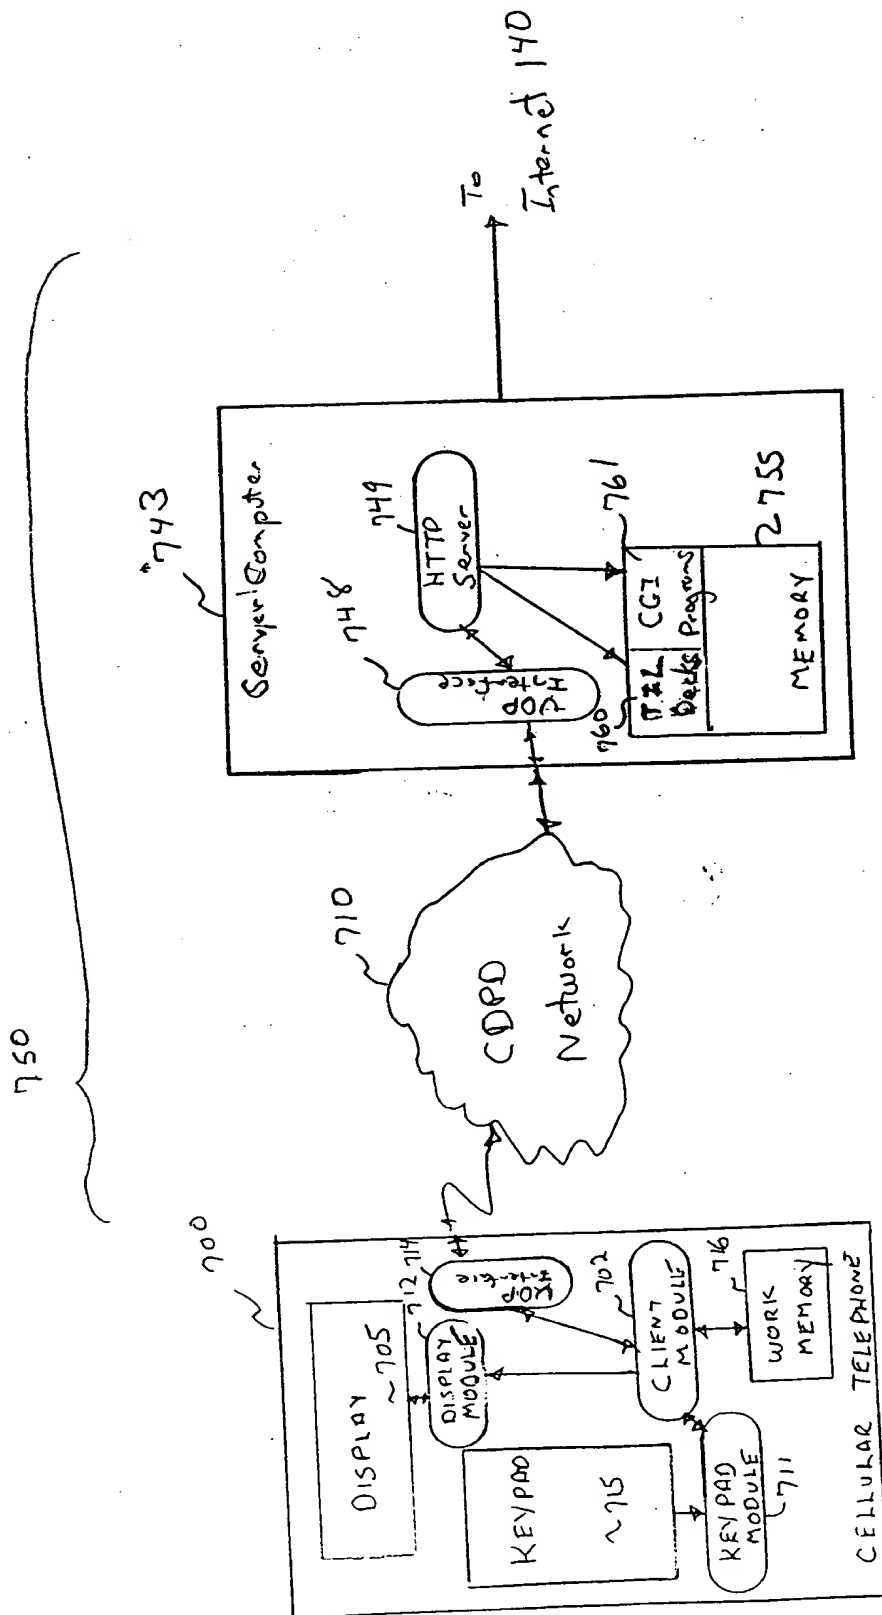 750
700
DISPLAY
~705
712
DISPLAY
MODULE
714
UDP
Interface
KEYPAD
~715
702
CLIENT
MODULE
716
WORK
MEMORY
KEYPAD
MODULE
711
CELLULAR TELEPHONE
710
CDPD
Network
743
Server Computer
748
UDP
Interface
749
HTTP
Server
760
TIL
Decks
761
CGI
Programs
MEMORY
755
To
Internet 140